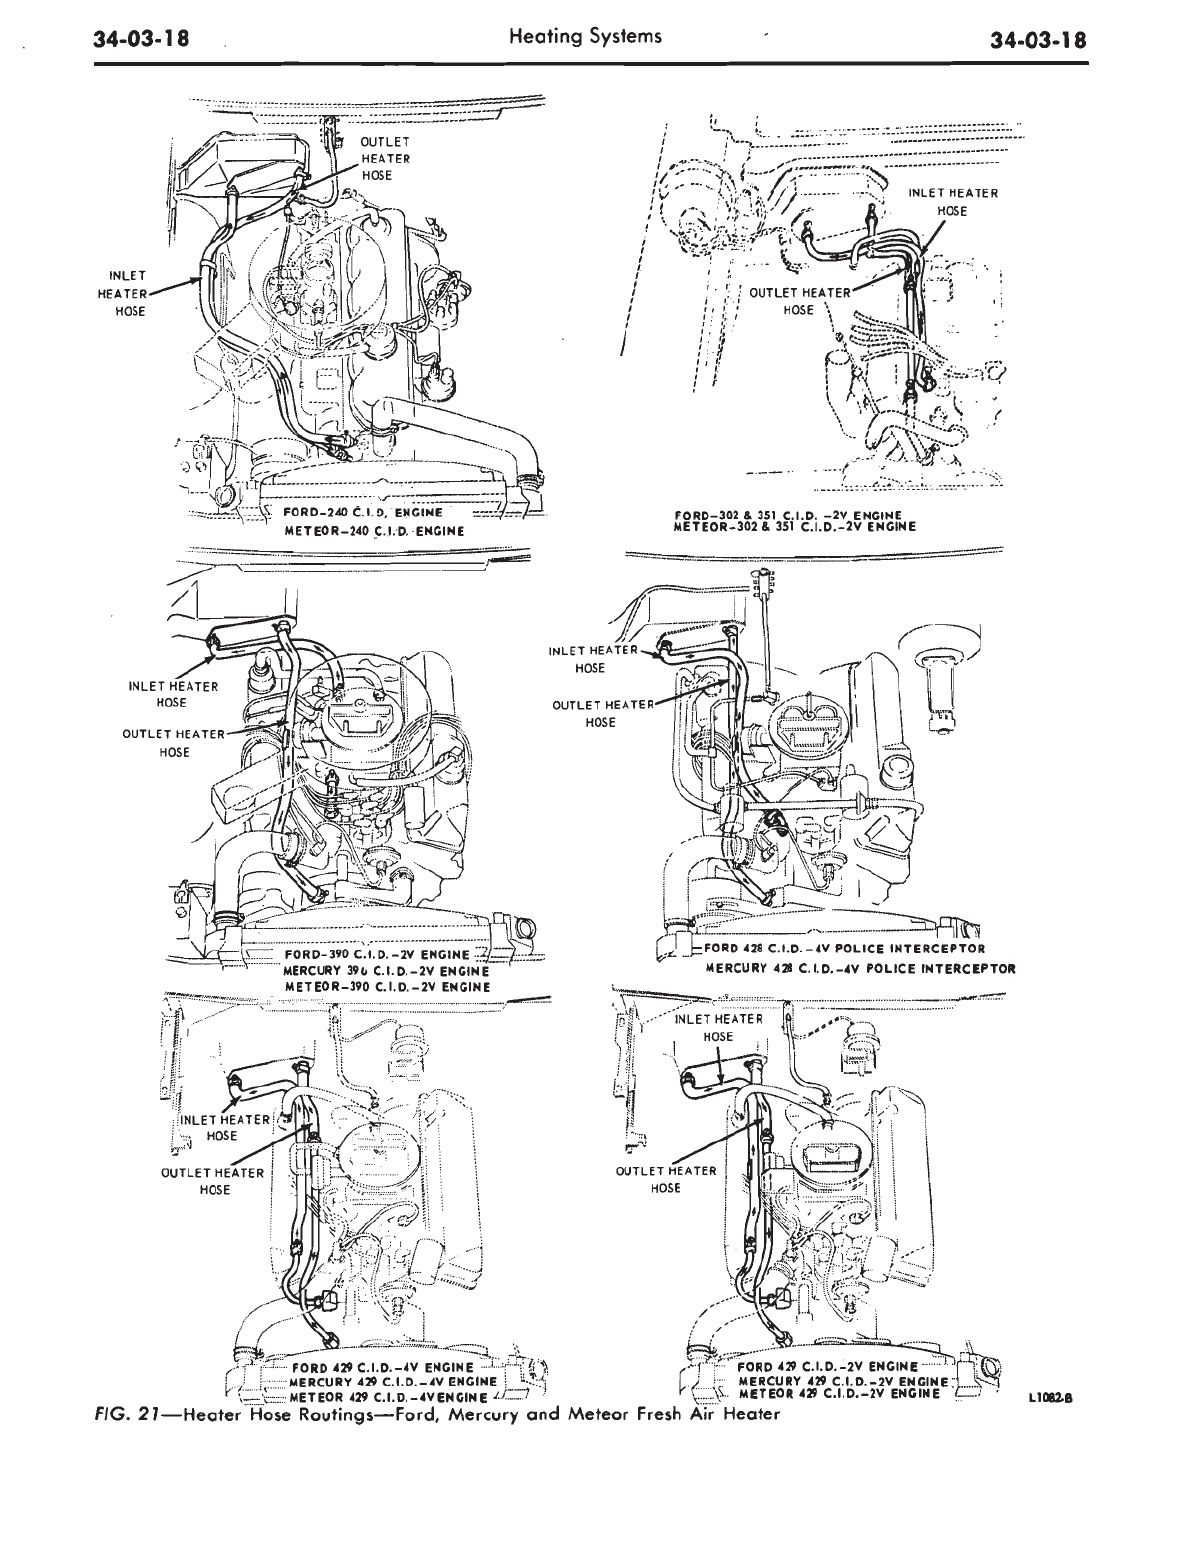 34-03-18 Heating Systems 34-03-18
OUTLET
HEATER
HOSE
INLET
HEATER
HOSE
FORD-240 C.I.D. ENGINE
METEOR-240 C.I.D. ENGINE
INLET HEATER
HOSE
OUTLET HEATER
HOSE
FORD-302 & 351 C.I.D. -2V ENGINE
METEOR-302 & 351 C.I.D.-2V ENGINE
INLET HEATER
HOSE
OUTLET HEATER
HOSE
FORD-390 C.I.D.-2V ENGINE
MERCURY 390 C.I.D.-2V ENGINE
METEOR-390 C.I.D.-2V ENGINE
INLET HEATER
HOSE
OUTLET HEATER
HOSE
FORD 428 C.I.D.-4V POLICE INTERCEPTOR
MERCURY 428 C.I.D.-4V POLICE INTERCEPTOR
INLET HEATER
HOSE
OUTLET HEATER
HOSE
FORD 429 C.I.D.-4V ENGINE
MERCURY 429 C.I.D.-4V ENGINE
METEOR 429 C.I.D.-4V ENGINE
INLET HEATER
HOSE
OUTLET HEATER
HOSE
FORD 429 C.I.D.-2V ENGINE
MERCURY 429 C.I.D.-2V ENGINE
METEOR 429 C.I.D.-2V ENGINE
L1082-B
FIG. 21—Heater Hose Routings—Ford, Mercury and Meteor Fresh Air Heater